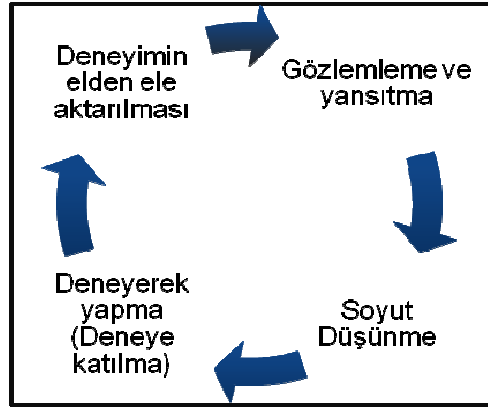 Deneyimin
elden ele
aktarılması
Gözlemleme ve
yansıtma
Soyut
Düşünme
Deneyerek
yapma
(Deneye
katılma)